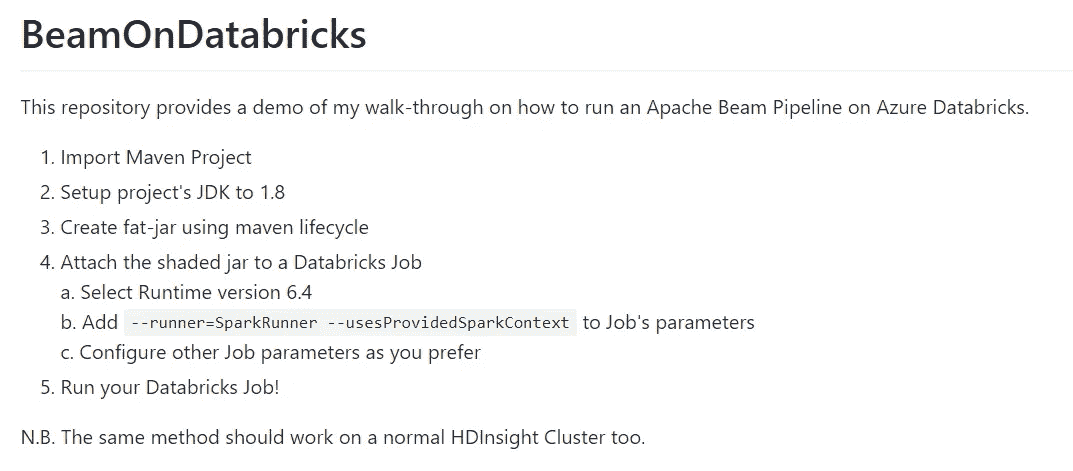 BeamOnDatabricks
This repository provides a demo of my walk-through on how to run an Apache Beam Pipeline on Azure Databricks.
1. Import Maven Project
2. Setup project's JDK to 1.8
3. Create fat-jar using maven lifecycle
4. Attach the shaded jar to a Databricks Job
a. Select Runtime version 6.4
b. Add --runner=SparkRunner --usesProvidedSparkContext to Job's parameters
c. Configure other Job parameters as you prefer
5. Run your Databricks Job!
N.B. The same method should work on a normal HDInsight Cluster too.